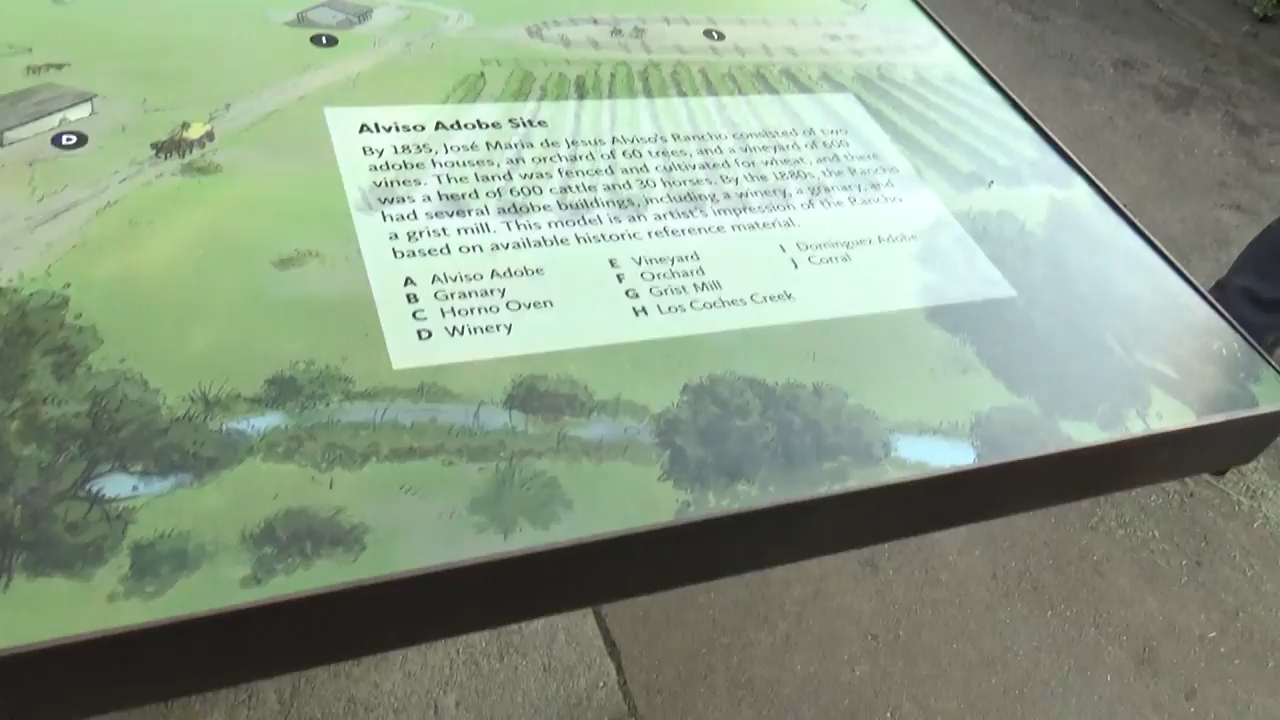 I
J
D
Alviso Adobe Site
By 1835, José Maria de Jesus Alviso's Rancho consisted of two
adobe houses, an orchard of 60 trees, and a vineyard of 600
vines. The land was fenced and cultivated for wheat, and there
was a herd of 600 cattle and 30 horses. By the 1880s, the Rancho
had several adobe buildings, including a winery, a granary, and
a grist mill. This model is an artist's impression of the Rancho
based on available historic reference material.
A Alviso Adobe
B Granary
C Horno Oven
D Winery
E Vineyard
F Orchard
G Grist Mill
H Los Coches Creek
I Dominguez Adobe
J Corral